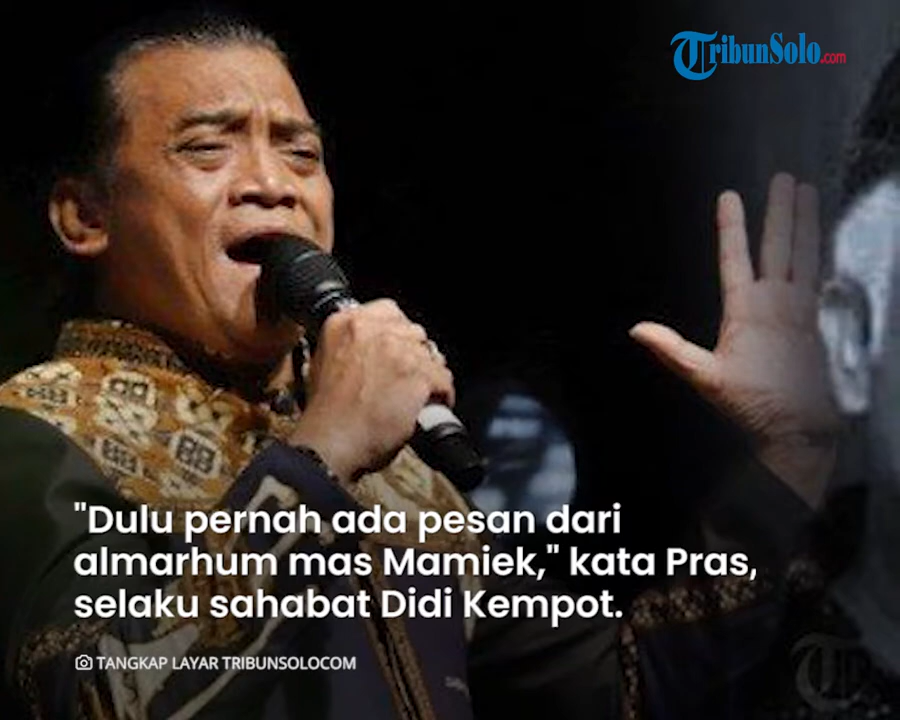 TribunSolo.com
"Dulu pernah ada pesan dari
almarhum mas Mamiek," kata Pras,
selaku sahabat Didi Kempot.
TANGKAP LAYAR TRIBUNSOLOCOM